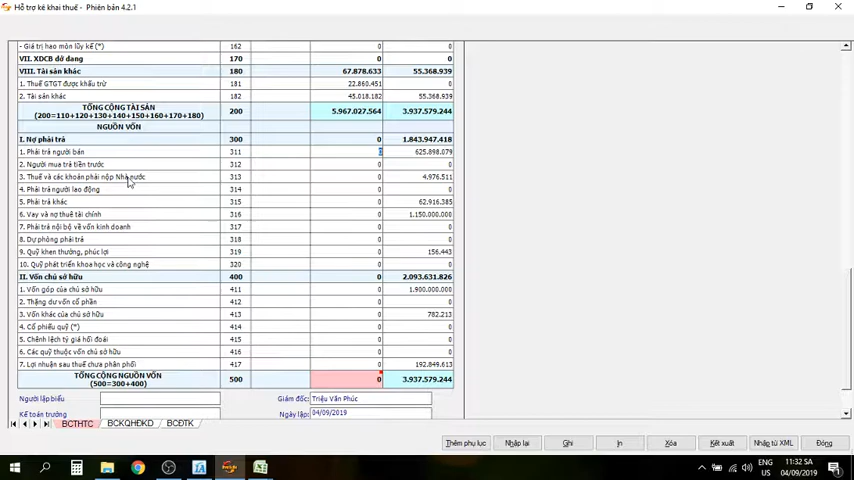 Hỗ trợ kê khai thuế - Phiên bản 4.2.1
- Giá trị hao mòn lũy kế (*) 162 0 0
VII. XDCB dở dang 170 0 0
VIII. Tài sản khác 180 67.878.633 55.368.939
1. Thuế GTGT được khấu trừ 181 22.860.451 0
2. Tài sản khác 182 45.018.182 55.368.939
TỔNG CỘNG TÀI SẢN
(200=110+120+130+140+150+160+170+180) 200 5.967.027.564 3.937.579.244
NGUỒN VỐN
I. Nợ phải trả 300 0 1.843.947.418
1. Phải trả người bán 311 0 625.898.079
2. Người mua trả tiền trước 312 0 0
3. Thuế và các khoản phải nộp Nhà nước 313 0 4.976.511
4. Phải trả người lao động 314 0 0
5. Phải trả khác 315 0 62.916.385
6. Vay và nợ thuê tài chính 316 0 1.150.000.000
7. Phải trả nội bộ về vốn kinh doanh 317 0 0
8. Dự phòng phải trả 318 0 0
9. Quỹ khen thưởng, phúc lợi 319 0 156.443
10. Quỹ phát triển khoa học và công nghệ 320 0 0
II. Vốn chủ sở hữu 400 0 2.093.631.826
1. Vốn góp của chủ sở hữu 411 0 1.900.000.000
2. Thặng dư vốn cổ phần 412 0 0
3. Vốn khác của chủ sở hữu 413 0 782.213
4. Cổ phiếu quỹ (*) 414 0 0
5. Chênh lệch tỷ giá hối đoái 415 0 0
6. Các quỹ thuộc vốn chủ sở hữu 416 0 0
7. Lợi nhuận sau thuế chưa phân phối 417 0 192.849.613
TỔNG CỘNG NGUỒN VỐN
(500=300+400) 500 0 3.937.579.244
Người lập biểu Giám đốc: Triệu Văn Phúc
Kế toán trưởng Ngày lập: 04/09/2019
BCTHTC BCKQHĐKD BCĐTK
Thêm phụ lục Nhập lại Ghi In Xóa Kết xuất Nhập từ XML Đóng
ENG 11:32 SA
US 04/09/2019